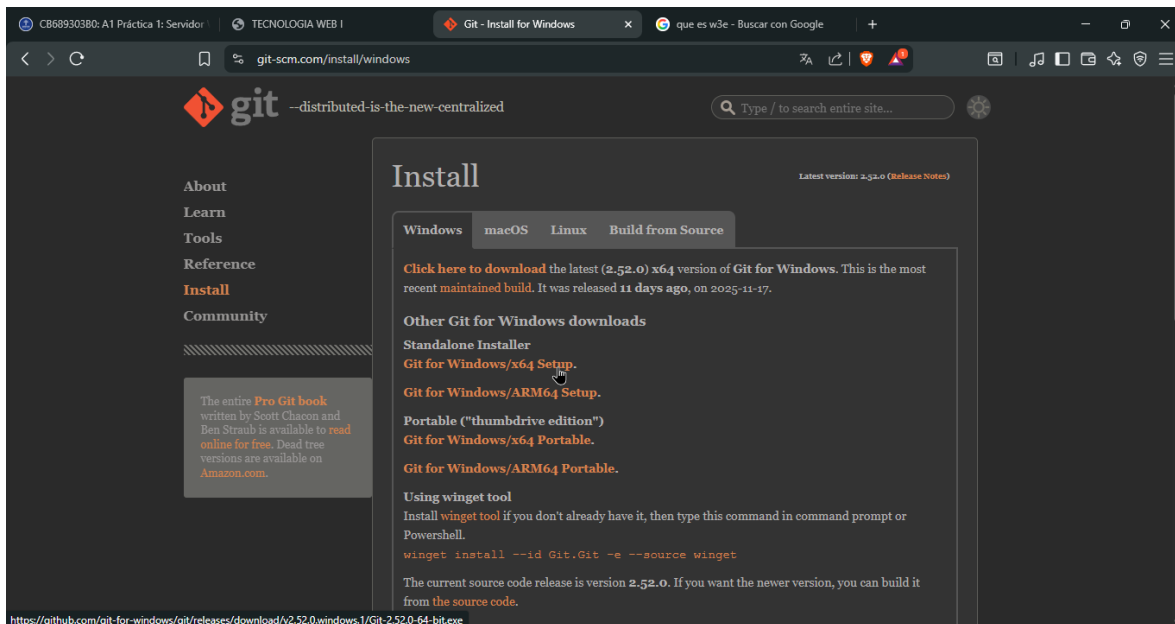 CB68930380: A1 Práctica 1: Servidor
TECNOLOGIA WEB I
Git - Install for Windows
que es w3e - Buscar con Google
git-scm.com/install/windows
1
git --distributed-is-the-new-centralized
Type / to search entire site...
About
Learn
Tools
Reference
Install
Community
The entire Pro Git book
written by Scott Chacon and
Ben Straub is available to read
online for free. Dead tree
versions are available on
Amazon.com.
Install
Latest version: 2.52.0 (Release Notes)
Windows macOS Linux Build from Source
Click here to download the latest (2.52.0) x64 version of Git for Windows. This is the most
recent maintained build. It was released 11 days ago, on 2025-11-17.
Other Git for Windows downloads
Standalone Installer
Git for Windows/x64 Setup.
Git for Windows/ARM64 Setup.
Portable ("thumbdrive edition")
Git for Windows/x64 Portable.
Git for Windows/ARM64 Portable.
Using winget tool
Install winget tool if you don't already have it, then type this command in command prompt or
Powershell.
winget install --id Git.Git -e --source winget
The current source code release is version 2.52.0. If you want the newer version, you can build it
from the source code.
https://github.com/git-for-windows/git/releases/download/v2.52.0.windows.1/Git-2.52.0-64-bit.exe